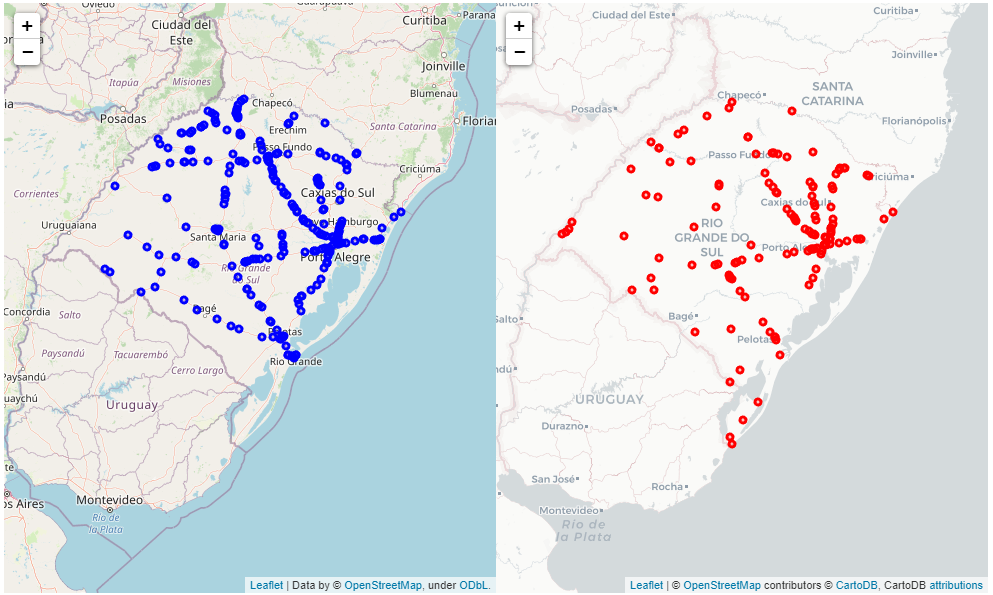 Oviedo
Guarapuava
Ciudad del
Este
Curitiba
Parana
Joinville
Itapúa
Misiones
Blumenau
Posadas
Chapecó
Santa Catarina
Florian
Erechim
Passo Fundo
Criciúma
Corrientes
Caxias do Sul
Uruguaiana
Novo Hamburgo
Santa Maria
Porto Alegre
Rio Grande
do Sul
Concordia
Salto
Bagé
Pelotas
Paysandú
Tacuarembó
Rio Grande
Paysandú
Cerro Largo
Uruguay
Montevideo
os Aires
Río de
la Plata
+
−
Leaflet | Data by © OpenStreetMap, under ODbL.
+
−
Ciudad del Este
Curitiba
Joinville
Chapecó
SANTA
CATARINA
Posadas
Florianópolis
Passo Fundo
Criciúma
Caxias do Sul
RIO
GRANDE DO
SUL
Porto Alegre
Salto
Bagé
Pelotas
URUGUAY
Durazno
San José
Rocha
Montevideo
Río de
la Plata
Leaflet | © OpenStreetMap contributors © CartoDB, CartoDB attributions